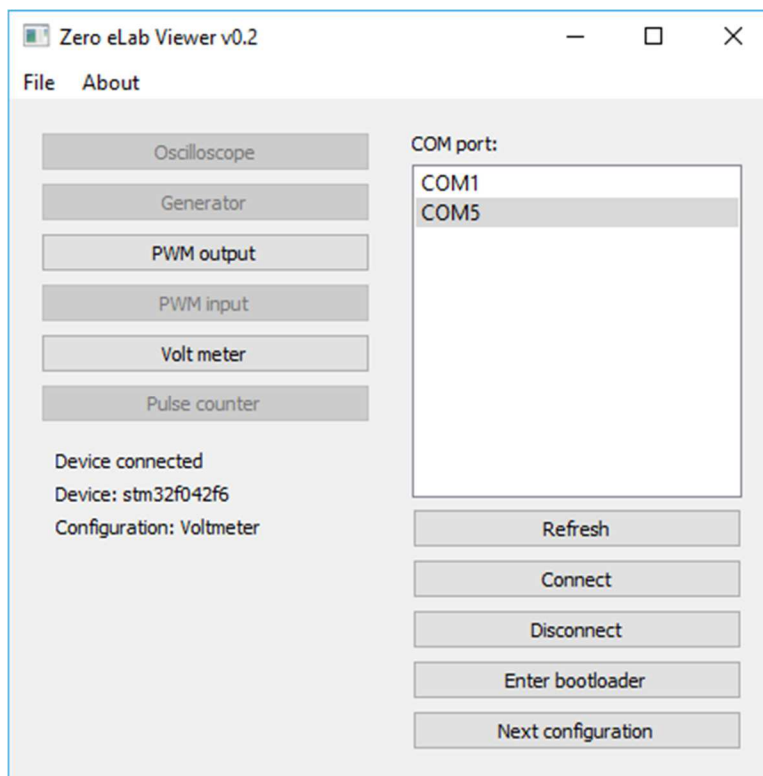 Zero eLab Viewer v0.2
File About
Oscilloscope
Generator
PWM output
PWM input
Volt meter
Pulse counter
Device connected
Device: stm32f042f6
Configuration: Voltmeter
COM port:
COM1
COM5
Refresh
Connect
Disconnect
Enter bootloader
Next configuration